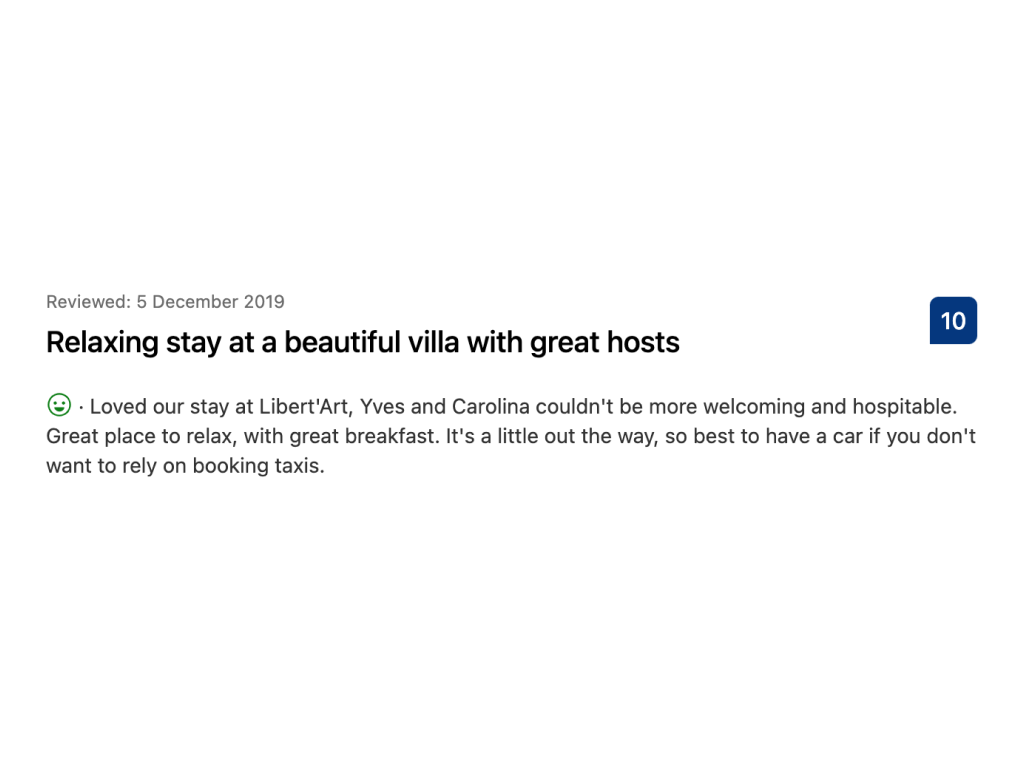 Reviewed: 5 December 2019
10
Relaxing stay at a beautiful villa with great hosts
· Loved our stay at Libert'Art, Yves and Carolina couldn't be more welcoming and hospitable.
Great place to relax, with great breakfast. It's a little out the way, so best to have a car if you don't
want to rely on booking taxis.